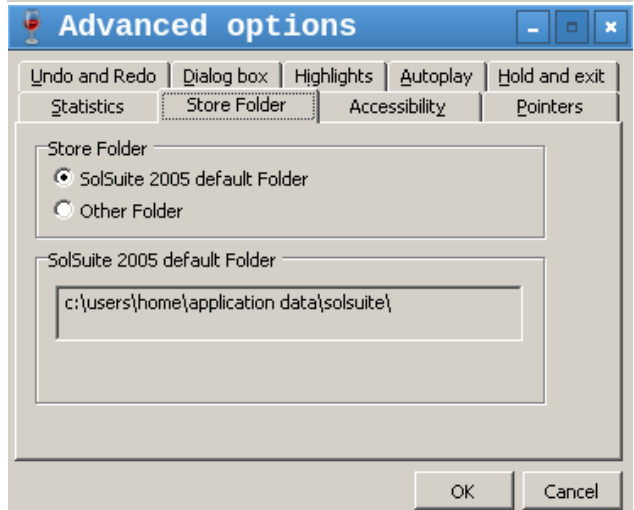 Advanced options
Undo and Redo Dialog box Highlights Autoplay Hold and exit
Statistics Store Folder Accessibility Pointers
Store Folder
SolSuite 2005 default Folder
Other Folder
SolSuite 2005 default Folder
c:\users\home\application data\solsuite\
OK Cancel